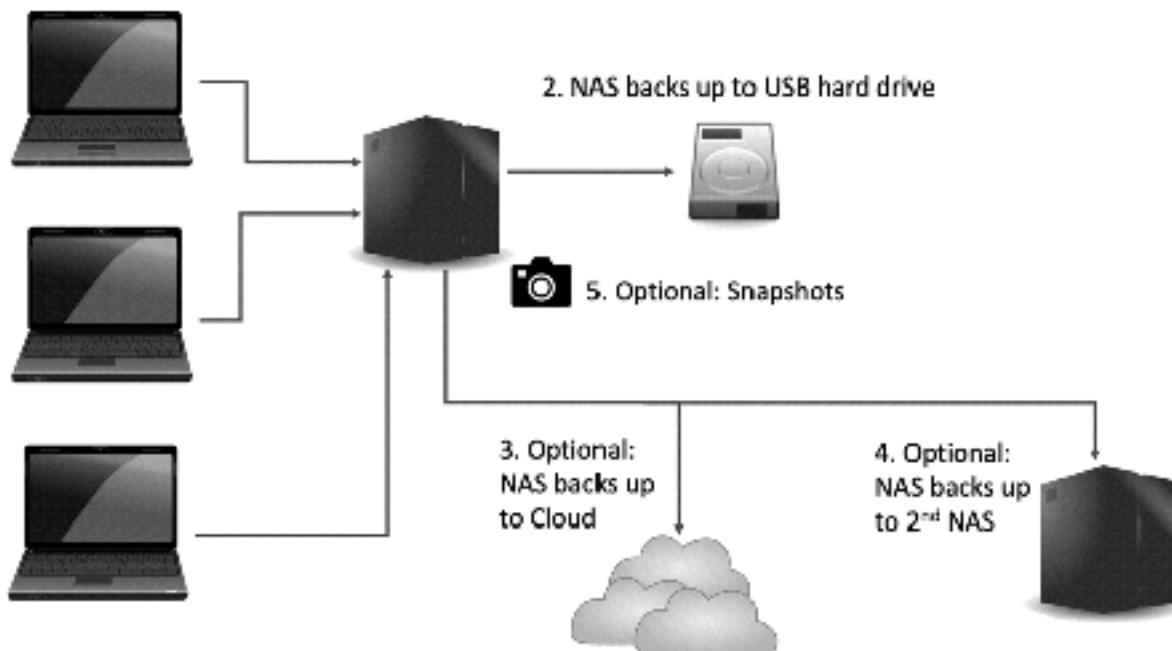 2. NAS backs up to USB hard drive
5. Optional: Snapshots
3. Optional:
NAS backs up
to Cloud
4. Optional:
NAS backs up
to 2nd NAS